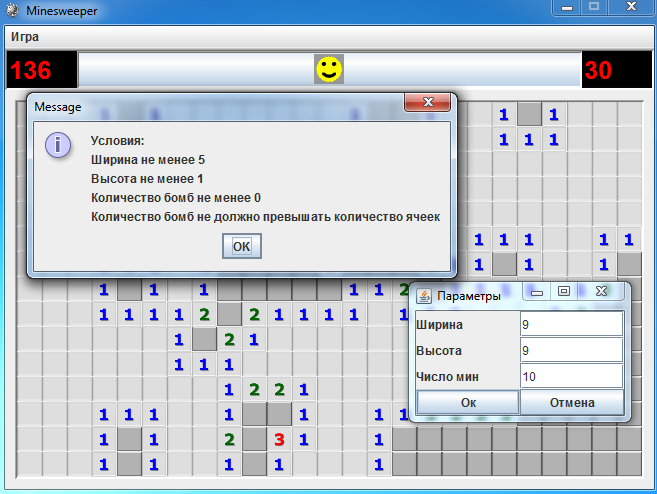 Minesweeper
Игра
136
30
Message
Условия:
Ширина не менее 5
Высота не менее 1
Количество бомб не менее 0
Количество бомб не должно превышать количество ячеек
OK
1 1
1 1 1
1 1 1 1 1
1 1 1
1 1 1 1 1 2
1 1 1 1 2 2 1 1 1 1
1 2 1
1 1 1
1 2 2 1
1 1 1 1 1 1 1
1 1 2 3 1 1
1 1 1 1 1
Параметры
Ширина 9
Высота 9
Число мин 10
Ок Отмена